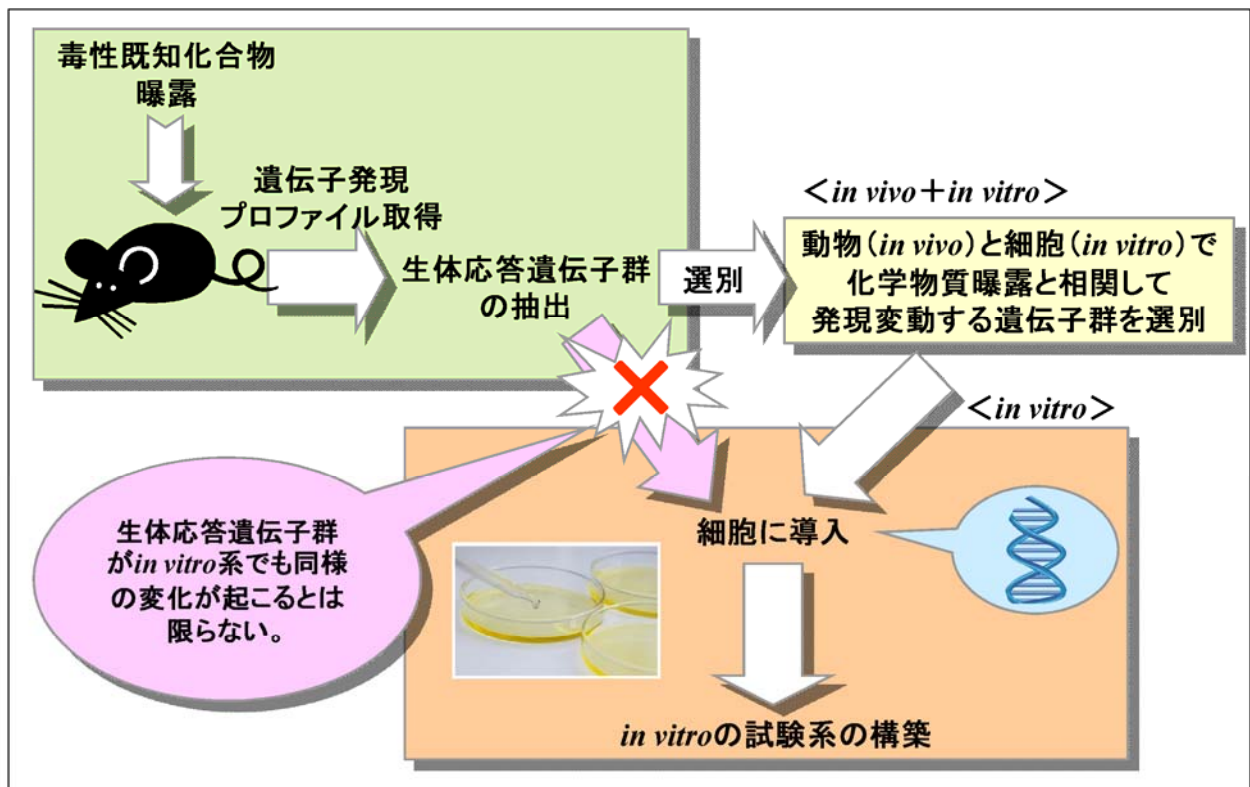 毒性既知化合物
曝露
遺伝子発現
プロファイル取得
生体応答遺伝子群
の抽出
選別
＜in vivo＋in vitro＞
動物（in vivo）と細胞（in vitro）で
化学物質曝露と相関して
発現変動する遺伝子群を選別
＜in vitro＞
生体応答遺伝子群
がin vitro系でも同様
の変化が起こるとは
限らない。
細胞に導入
in vitroの試験系の構築